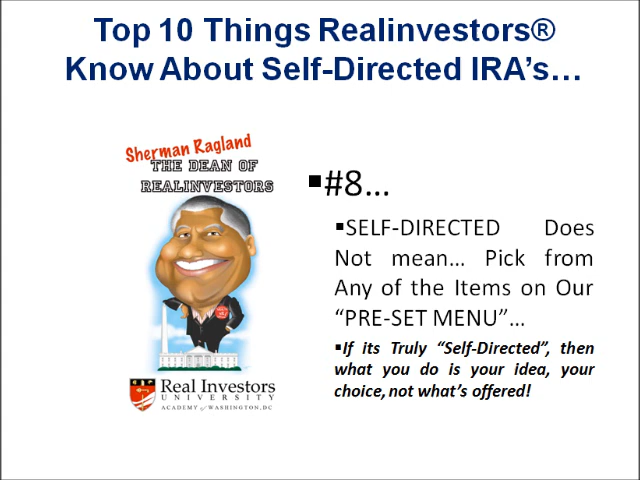 Top 10 Things Realinvestors®
Know About Self-Directed IRA’s…
Sherman Ragland
THE DEAN OF
REALINVESTORS
▪#8…
▪SELF-DIRECTED Does
Not mean… Pick from
Any of the Items on Our
“PRE-SET MENU”…
▪If its Truly “Self-Directed”, then
what you do is your idea, your
choice, not what’s offered!
Real Investors
UNIVERSITY
ACADEMY of WASHINGTON, DC